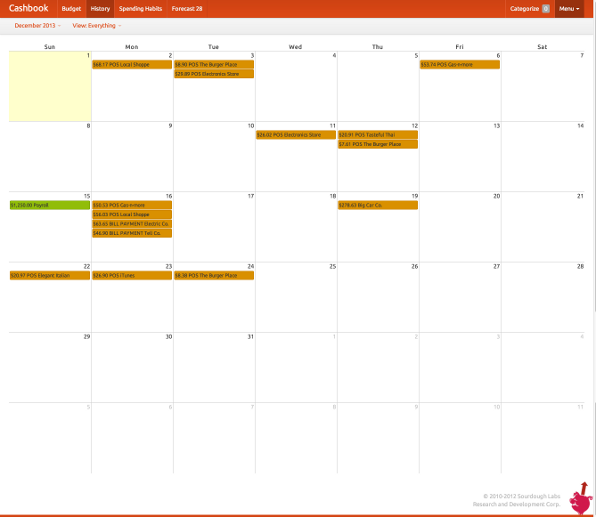 Cashbook Budget History Spending Habits Forecast 28 Categorize 0 Menu
December 2013 View: Everything
Sun Mon Tue Wed Thu Fri Sat
1 2 3 4 5 6 7
$68.17 POS Local Shoppe $8.90 POS The Burger Place $53.74 POS Gas-n-more
$25.89 POS Electronics Store
8 9 10 11 12 13 14
$26.02 POS Electronics Store $20.91 POS Tasteful Thai
$7.61 POS The Burger Place
15 16 17 18 19 20 21
$1,250.00 Payroll $50.53 POS Gas-n-more $278.63 Big Car Co.
$56.03 POS Local Shoppe
$63.65 BILL PAYMENT Electric Co.
$46.00 BILL PAYMENT Tell Co.
22 23 24 25 26 27 28
$20.97 POS Elegant Italian $26.90 POS iTunes $8.38 POS The Burger Place
29 30 31 1 2 3 4
5 6 7 8 9 10 11
© 2010-2012 Sourdough Labs
Research and Development Corp.